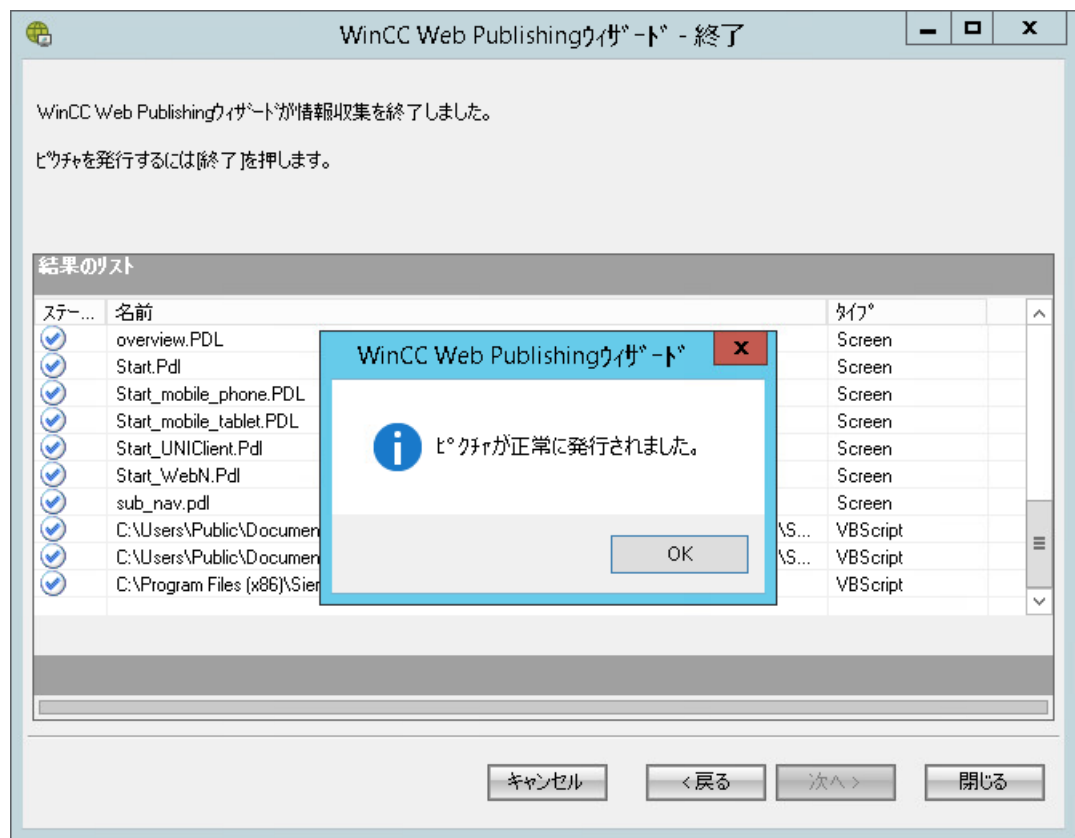 WinCC Web Publishingウィザード - 終了
WinCC Web Publishingウィザードが情報収集を終了しました。
ピクチャを発行するには[終了]を押します。
結果のリスト
ステー... 名前 タイプ
overview.PDL Screen
Start.Pdl Screen
Start_mobile_phone.PDL Screen
Start_mobile_tablet.PDL Screen
Start_UNIClient.Pdl Screen
Start_WebN.Pdl Screen
sub_nav.pdl Screen
C:\Users\Public\Documen \S... VBScript
C:\Users\Public\Documen \S... VBScript
C:\Program Files (x86)\Sie VBScript
WinCC Web Publishingウィザード
ピクチャが正常に発行されました。
OK
キャンセル
<戻る
次へ>
閉じる